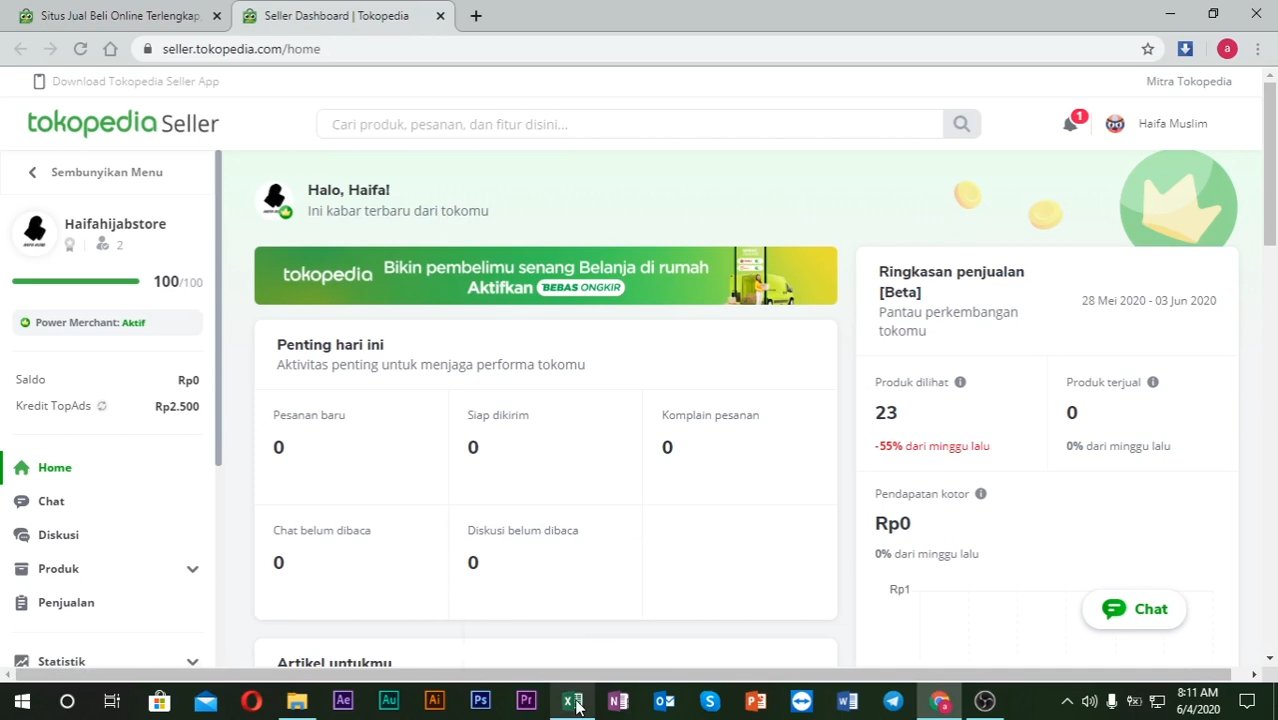 Situs Jual Beli Online Terlengkap,
Seller Dashboard | Tokopedia
seller.tokopedia.com/home
a
Download Tokopedia Seller App
Mitra Tokopedia
tokopedia Seller
Cari produk, pesanan, dan fitur disini...
1
Haifa Muslim
Sembunyikan Menu
Haifahijabstore
2
100/100
Power Merchant: Aktif
Saldo
Rp0
Kredit TopAds
Rp2.500
Home
Chat
Diskusi
Produk
Penjualan
Statistik
Halo, Haifa!
Ini kabar terbaru dari tokomu
tokopedia
Bikin pembelimu senang Belanja di rumah
Aktifkan BEBAS ONGKIR
Penting hari ini
Aktivitas penting untuk menjaga performa tokomu
Pesanan baru
0
Siap dikirim
0
Komplain pesanan
0
Chat belum dibaca
0
Diskusi belum dibaca
0
Artikel untukmu
Ringkasan penjualan
[Beta]
Pantau perkembangan
tokomu
28 Mei 2020 - 03 Jun 2020
Produk dilihat
23
-55% dari minggu lalu
Produk terjual
0
0% dari minggu lalu
Pendapatan kotor
Rp0
0% dari minggu lalu
Rp1
Chat
Ae
Au
Ai
Ps
Pr
8:11 AM
6/4/2020